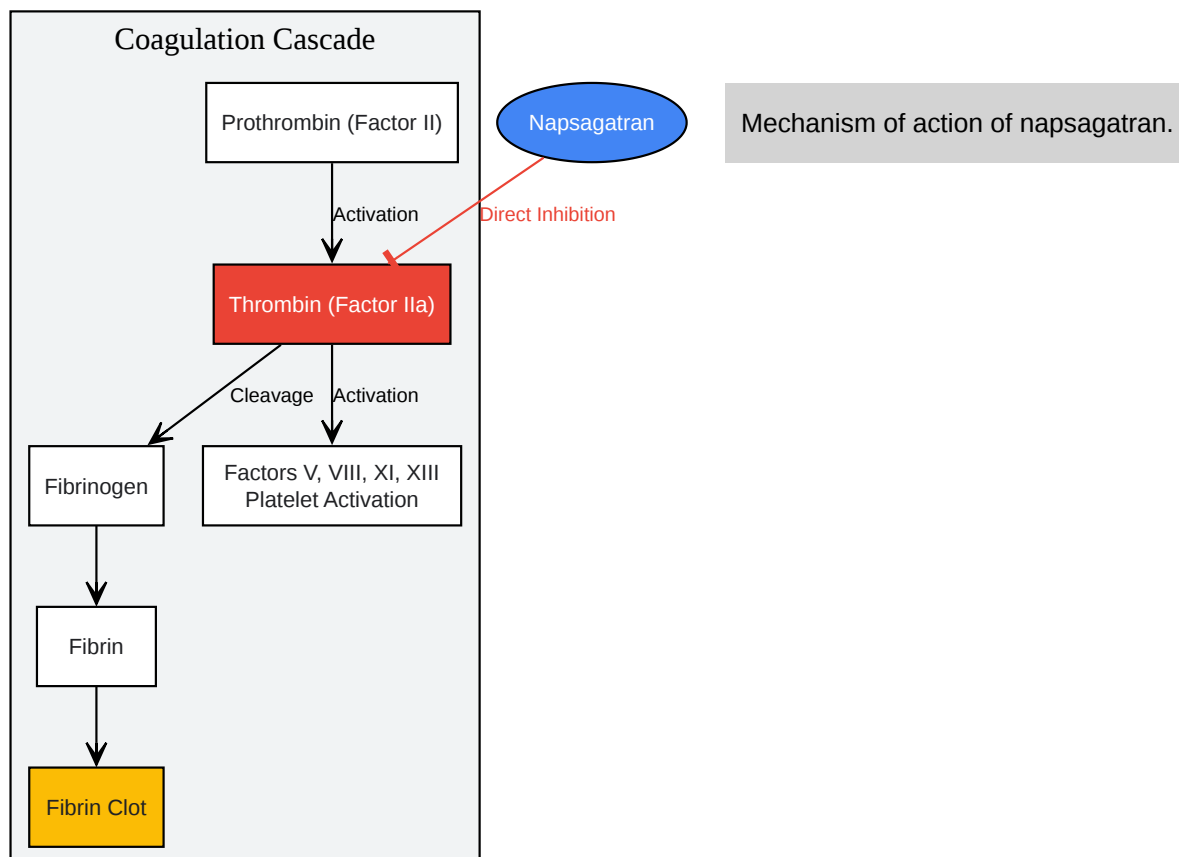 Coagulation Cascade
Prothrombin (Factor II)
Napsagatran
Mechanism of action of napsagatran.
Activation
Direct Inhibition
Thrombin (Factor IIa)
Cleavage
Activation
Fibrinogen
Factors V, VIII, XI, XIII
Platelet Activation
Fibrin
Fibrin Clot